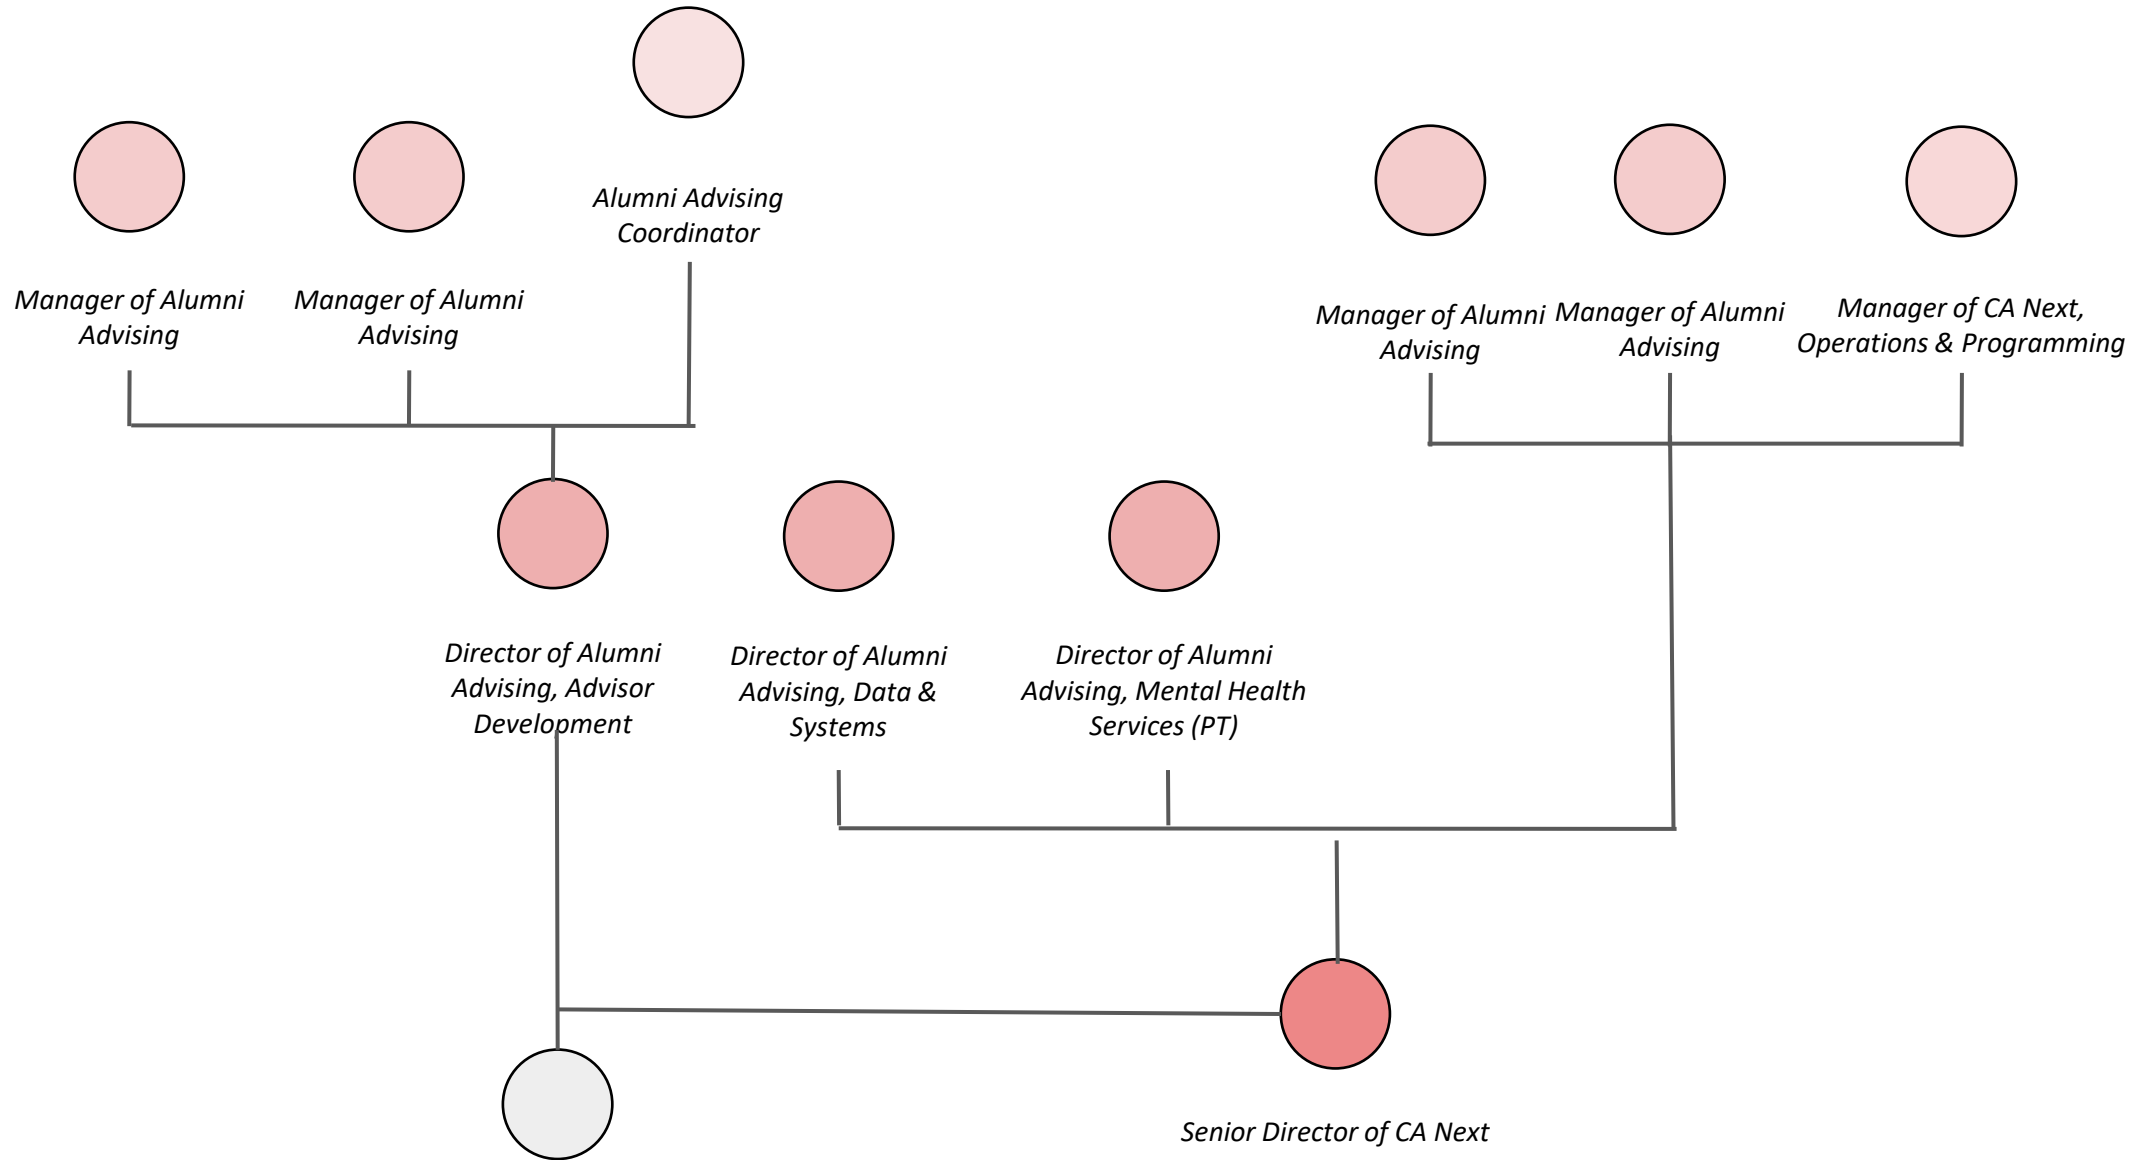 Alumni Advising
Coordinator
Manager of Alumni
Advising
Manager of Alumni
Advising
Manager of Alumni
Advising
Manager of Alumni
Advising
Manager of CA Next,
Operations & Programming
Director of Alumni
Advising, Advisor
Development
Director of Alumni
Advising, Data &
Systems
Director of Alumni
Advising, Mental Health
Services (PT)
Senior Director of CA Next